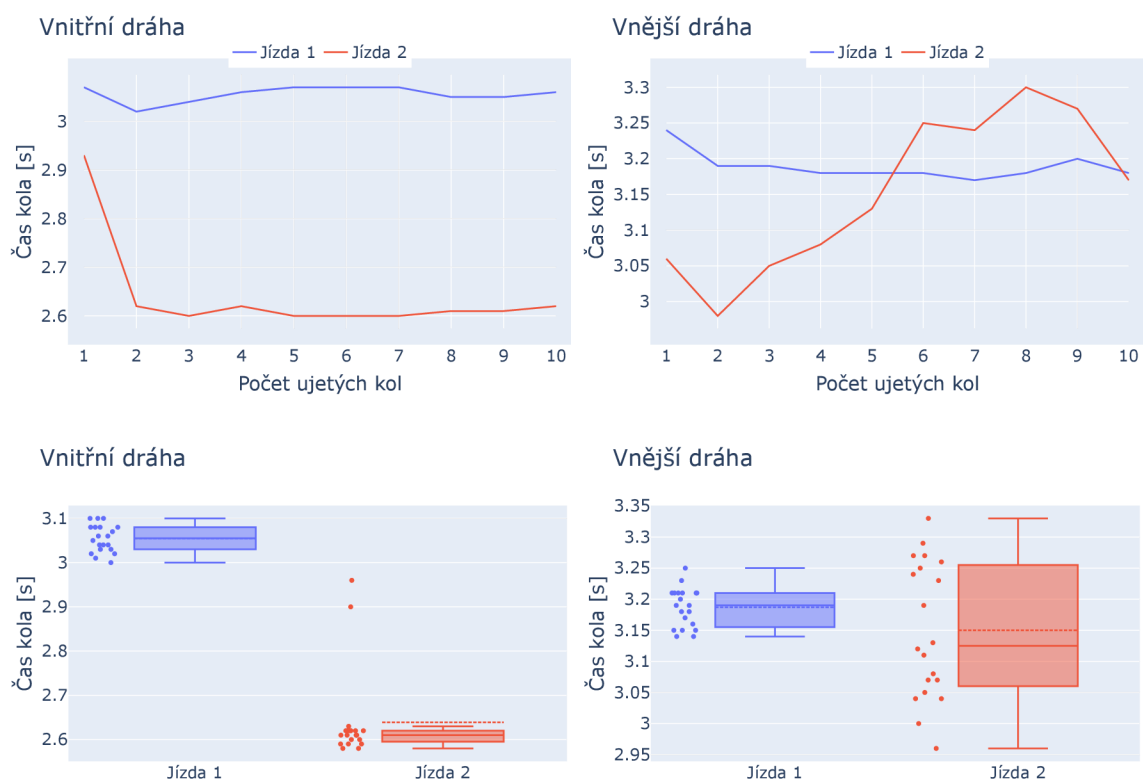 Vnitřní dráha
Jízda 1 Jízda 2
3
2.9
2.8
2.7
2.6
Čas kola [s]
1 2 3 4 5 6 7 8 9 10
Počet ujetých kol
Vnější dráha
Jízda 1 Jízda 2
3.3
3.25
3.2
3.15
3.1
3.05
3
Čas kola [s]
1 2 3 4 5 6 7 8 9 10
Počet ujetých kol
Vnitřní dráha
3.1
3
2.9
2.8
2.7
2.6
Čas kola [s]
Jízda 1 Jízda 2
Vnější dráha
3.35
3.3
3.25
3.2
3.15
3.1
3.05
3
2.95
Čas kola [s]
Jízda 1 Jízda 2